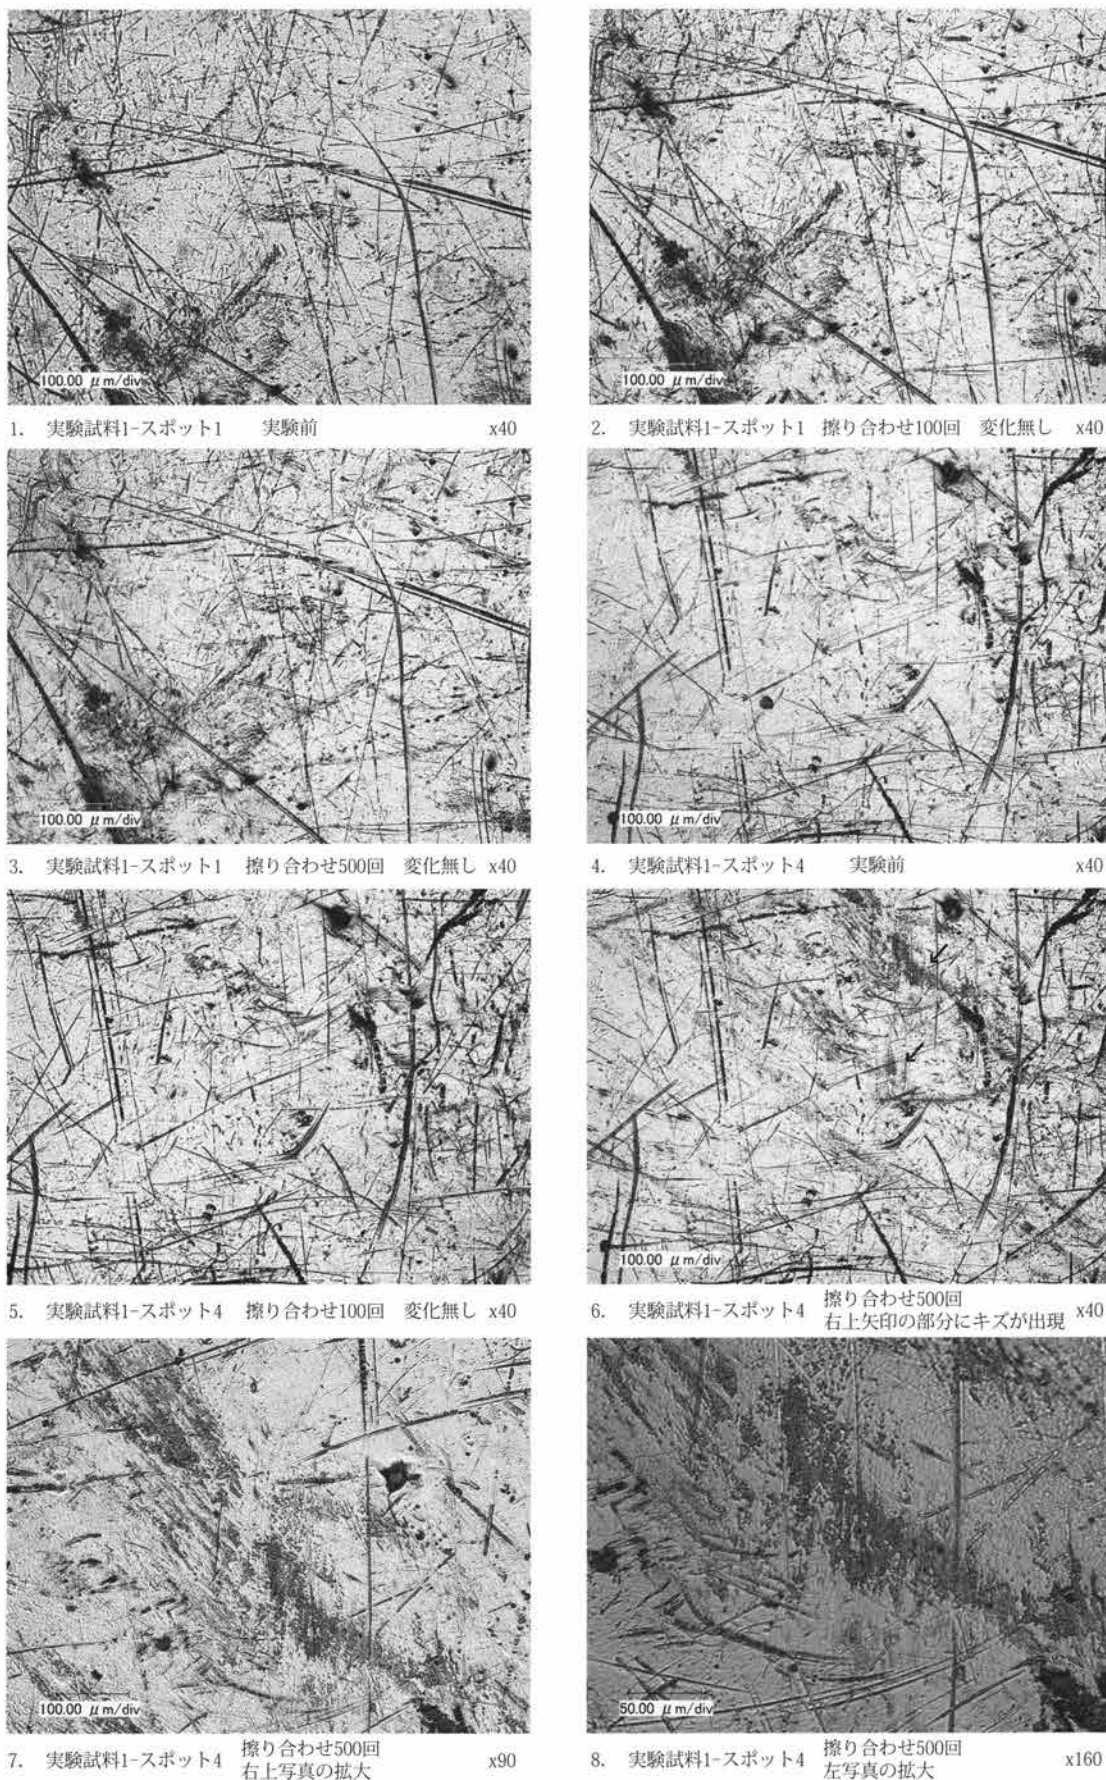 100.00 μm/div
100.00 μm/div
1. 実験試料1-スポット1 実験前 x40
2. 実験試料1-スポット1 擦り合わせ100回 変化無し x40
100.00 μm/div
100.00 μm/div
3. 実験試料1-スポット1 擦り合わせ500回 変化無し x40
4. 実験試料1-スポット4 実験前 x40
100.00 μm/div
5. 実験試料1-スポット4 擦り合わせ100回 変化無し x40
6. 実験試料1-スポット4 擦り合わせ500回
右上矢印の部分にキズが出現 x40
100.00 μm/div
50.00 μm/div
7. 実験試料1-スポット4 擦り合わせ500回
右上写真の拡大 x90
8. 実験試料1-スポット4 擦り合わせ500回
左写真の拡大 x160